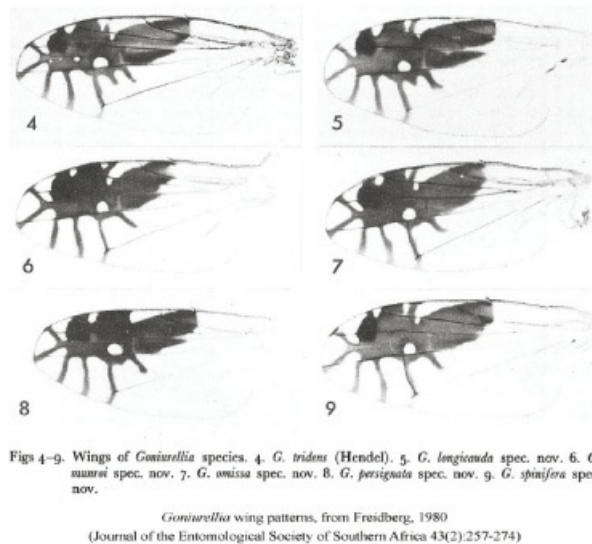 4
5
6
7
8
9
Figs 4–9. Wings of Goniurellia species. 4. G. tridens (Hendel). 5. G. longicauda spec. nov. 6.
munroi spec. nov. 7. G. omissa spec. nov. 8. G. persignata spec. nov. 9. G. spinifera spe
nov.
Goniurellia wing patterns, from Freidberg, 1980
(Journal of the Entomological Society of Southern Africa 43(2):257-274)